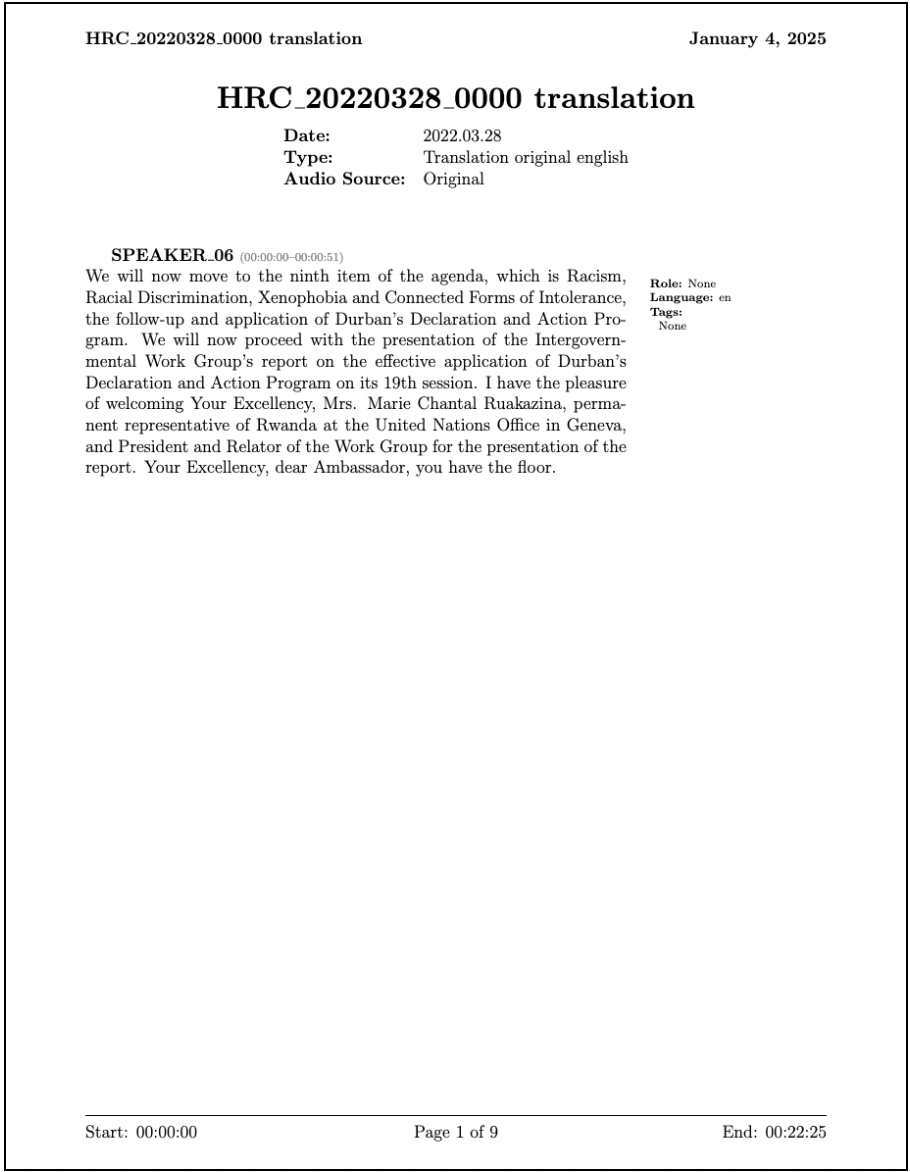 HRC_20220328_0000 translation January 4, 2025
HRC_20220328_0000 translation
Date: 2022.03.28
Type: Translation original english
Audio Source: Original
SPEAKER_06 (00:00:00–00:00:51)
We will now move to the ninth item of the agenda, which is Racism,
Racial Discrimination, Xenophobia and Connected Forms of Intolerance,
the follow-up and application of Durban's Declaration and Action Pro-
gram. We will now proceed with the presentation of the Intergovern-
mental Work Group's report on the effective application of Durban's
Declaration and Action Program on its 19th session. I have the pleasure
of welcoming Your Excellency, Mrs. Marie Chantal Ruakazina, perma-
nent representative of Rwanda at the United Nations Office in Geneva,
and President and Relator of the Work Group for the presentation of the
report. Your Excellency, dear Ambassador, you have the floor.
Role: None
Language: en
Tags:
None
Start: 00:00:00 Page 1 of 9 End: 00:22:25